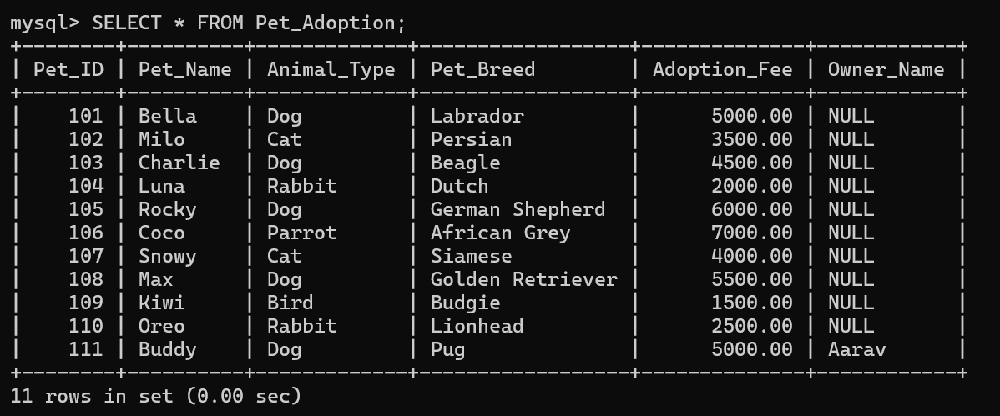 mysql> SELECT * FROM Pet_Adoption;
+--------+----------+-------------+------------------+--------------+------------+
| Pet_ID | Pet_Name | Animal_Type | Pet_Breed        | Adoption_Fee | Owner_Name |
+--------+----------+-------------+------------------+--------------+------------+
|    101 | Bella    | Dog         | Labrador         |      5000.00 | NULL       |
|    102 | Milo     | Cat         | Persian          |      3500.00 | NULL       |
|    103 | Charlie  | Dog         | Beagle           |      4500.00 | NULL       |
|    104 | Luna     | Rabbit      | Dutch            |      2000.00 | NULL       |
|    105 | Rocky    | Dog         | German Shepherd  |      6000.00 | NULL       |
|    106 | Coco     | Parrot      | African Grey     |      7000.00 | NULL       |
|    107 | Snowy    | Cat         | Siamese          |      4000.00 | NULL       |
|    108 | Max      | Dog         | Golden Retriever |      5500.00 | NULL       |
|    109 | Kiwi     | Bird        | Budgie           |      1500.00 | NULL       |
|    110 | Oreo     | Rabbit      | Lionhead         |      2500.00 | NULL       |
|    111 | Buddy    | Dog         | Pug              |      5000.00 | Aarav      |
+--------+----------+-------------+------------------+--------------+------------+
11 rows in set (0.00 sec)